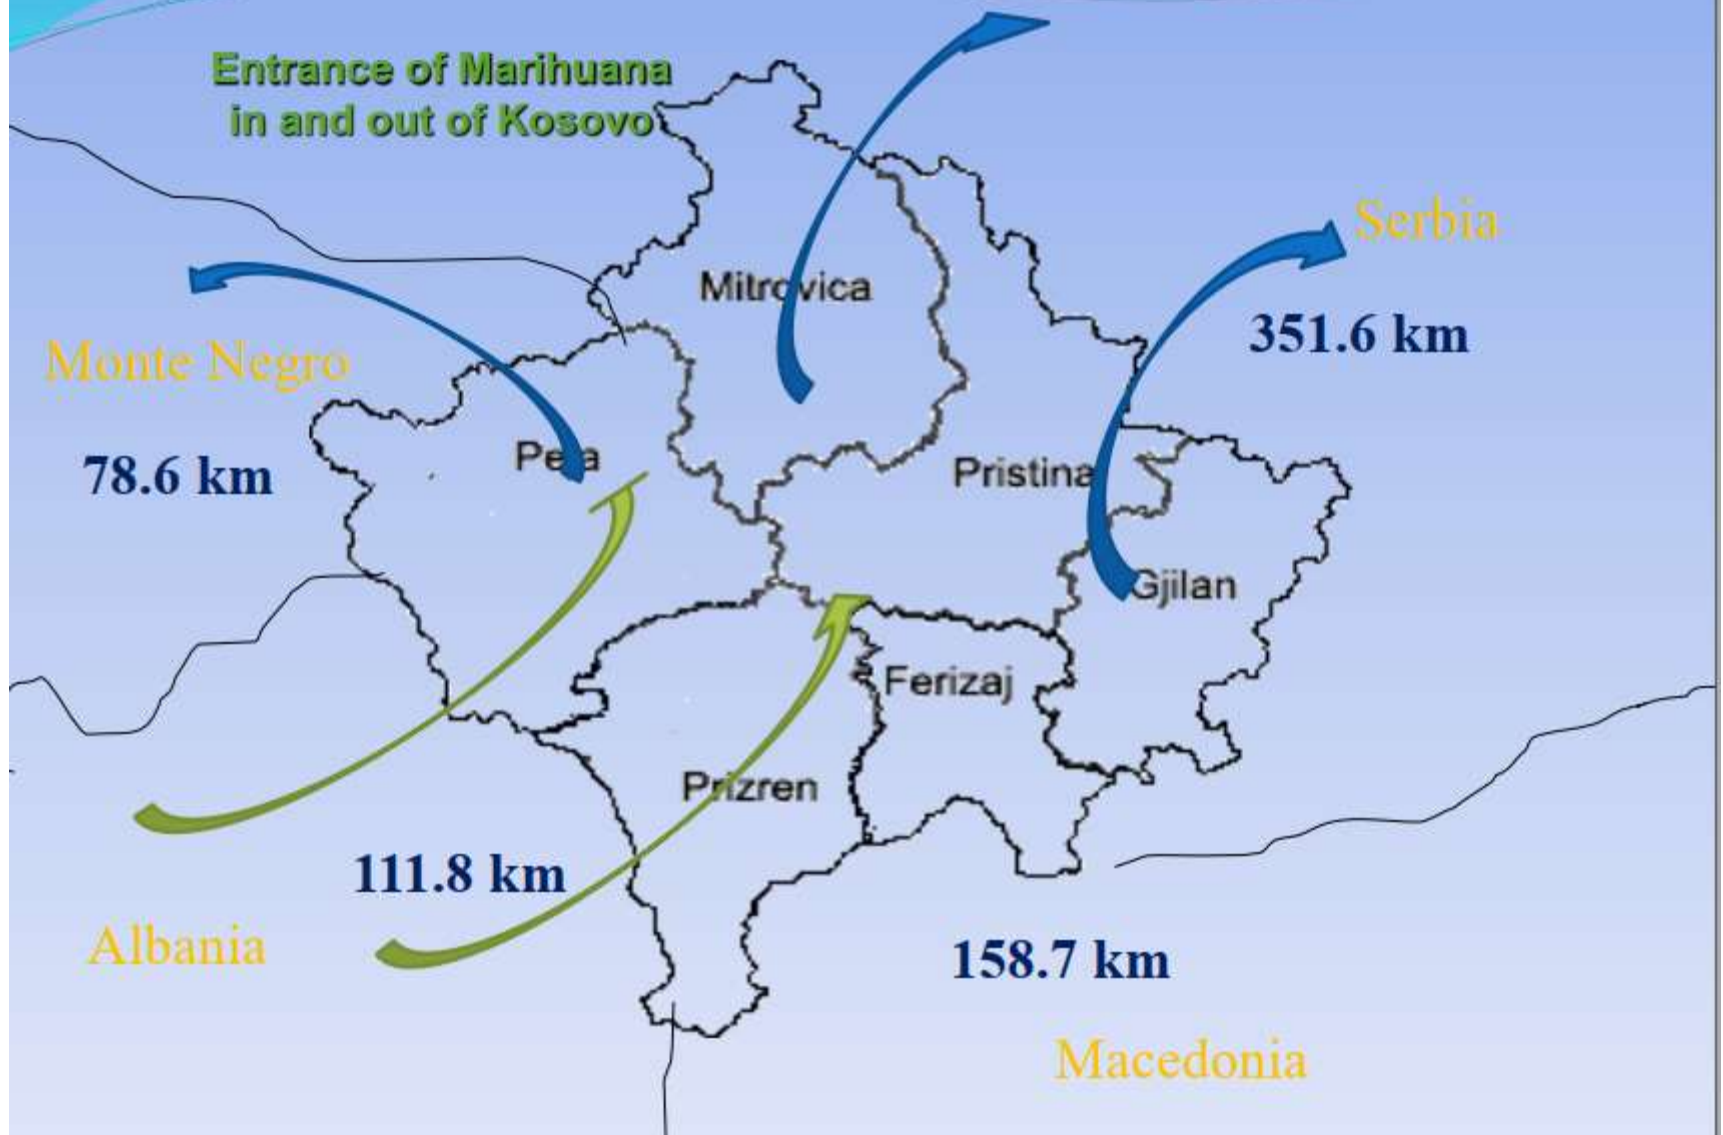 Entrance of Marihuana
in and out of Kosovo
Serbia
Mitrovica
351.6 km
Monte Negro
78.6 km
Peja
Pristina
Gjilan
Ferizaj
Prizren
111.8 km
Albania
158.7 km
Macedonia